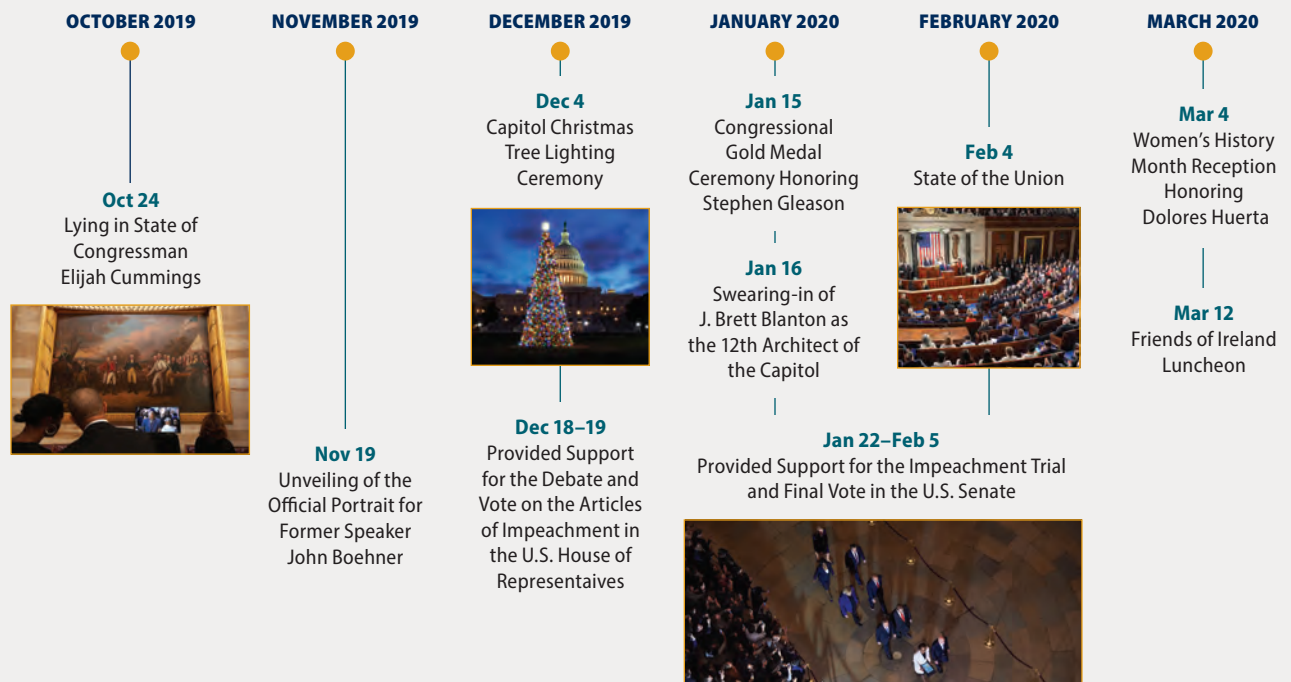 OCTOBER 2019
Oct 24
Lying in State of
Congressman
Elijah Cummings
NOVEMBER 2019
Nov 19
Unveiling of the
Official Portrait for
Former Speaker
John Boehner
DECEMBER 2019
Dec 4
Capitol Christmas
Tree Lighting
Ceremony
Dec 18–19
Provided Support
for the Debate and
Vote on the Articles
of Impeachment in
the U.S. House of
Representaives
JANUARY 2020
Jan 15
Congressional
Gold Medal
Ceremony Honoring
Stephen Gleason
Jan 16
Swearing-in of
J. Brett Blanton as
the 12th Architect of
the Capitol
FEBRUARY 2020
Feb 4
State of the Union
Jan 22–Feb 5
Provided Support for the Impeachment Trial
and Final Vote in the U.S. Senate
MARCH 2020
Mar 4
Women’s History
Month Reception
Honoring
Dolores Huerta
Mar 12
Friends of Ireland
Luncheon